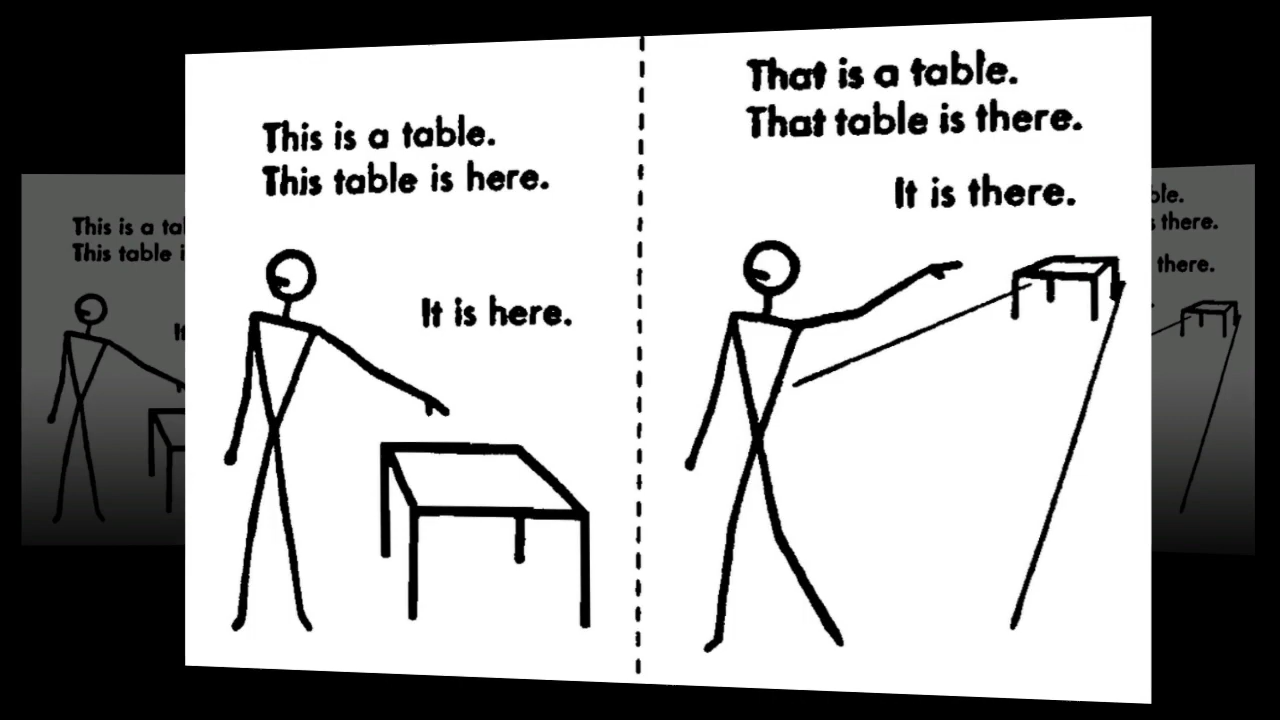 This is a table.
This table is here.
It is here.
That is a table.
That table is there.
It is there.
This is a tal
This table i
It
ble.
s there.
there.